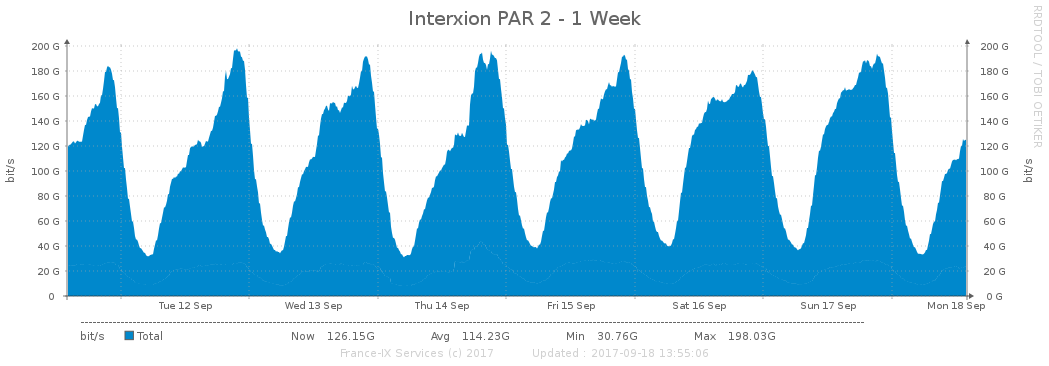 Interxion PAR 2 - 1 Week
RRDTOOL / TOBI OETIKER
bit/s
200 G 200 G
180 G 180 G
160 G 160 G
140 G 140 G
120 G 120 G
100 G 100 G
80 G 80 G
60 G 60 G
40 G 40 G
20 G 20 G
0 0 G
bit/s
Tue 12 Sep Wed 13 Sep Thu 14 Sep Fri 15 Sep Sat 16 Sep Sun 17 Sep Mon 18 Sep
bit/s Total Now 126.15G Avg 114.23G Min 30.76G Max 198.03G
France-IX Services (c) 2017 Updated : 2017-09-18 13:55:06